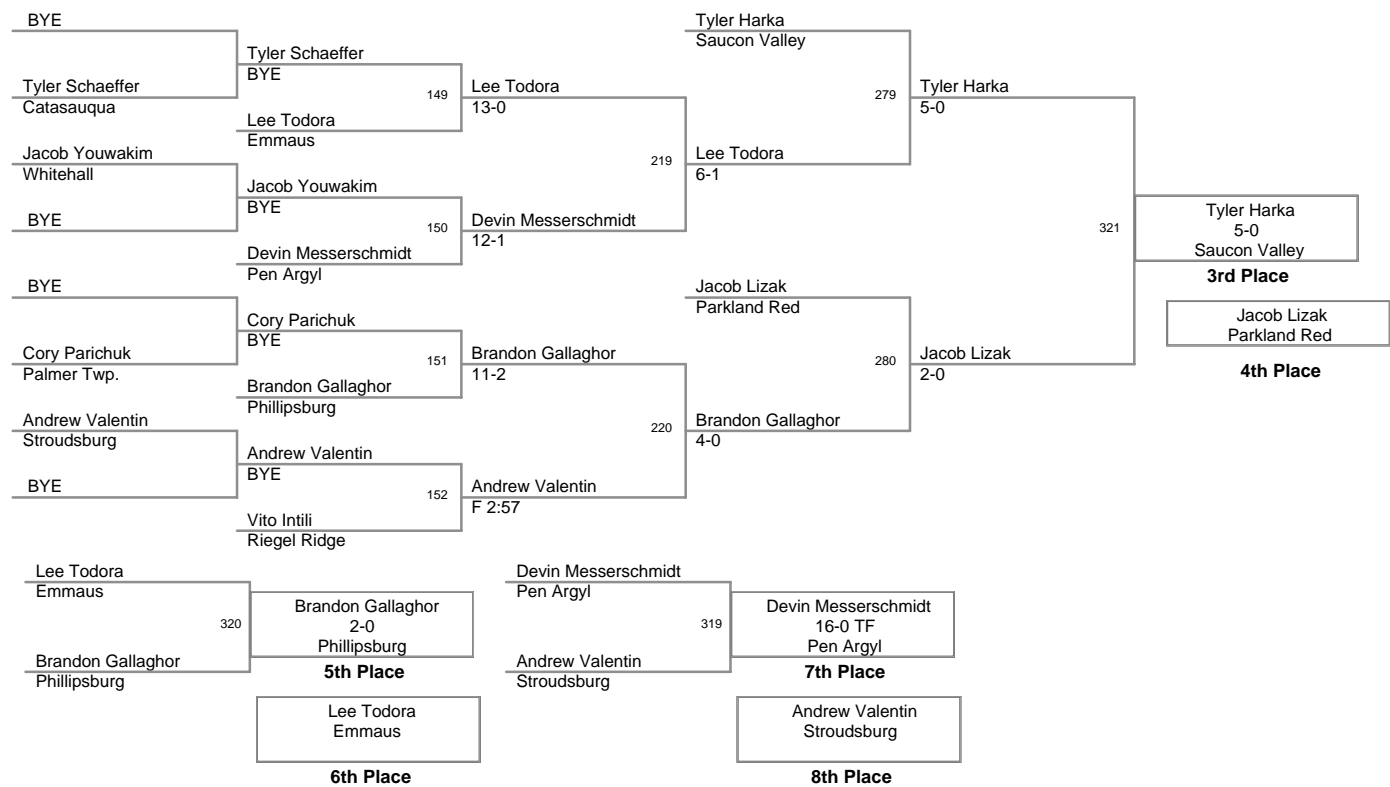 BYE
Tyler Schaeffer
Catasauqua
Jacob Youwakim
Whitehall
BYE
BYE
Cory Parichuk
Palmer Twp.
Andrew Valentin
Stroudsburg
BYE
Tyler Schaeffer
BYE
149
Lee Todora
Emmaus
Jacob Youwakim
BYE
150
Devin Messerschmidt
Pen Argyl
Cory Parichuk
BYE
151
Brandon Gallaghor
Phillipsburg
Andrew Valentin
BYE
152
Vito Intili
Riegel Ridge
Lee Todora
13-0
219
Devin Messerschmidt
12-1
Brandon Gallaghor
11-2
220
Andrew Valentin
F 2:57
Tyler Harka
Saucon Valley
279
Lee Todora
6-1
Jacob Lizak
Parkland Red
280
Brandon Gallaghor
4-0
Tyler Harka
5-0
321
Jacob Lizak
2-0
Tyler Harka
5-0
Saucon Valley
3rd Place
Jacob Lizak
Parkland Red
4th Place
Lee Todora
Emmaus
320
Brandon Gallaghor
Phillipsburg
Brandon Gallaghor
2-0
Phillipsburg
5th Place
Lee Todora
Emmaus
6th Place
Devin Messerschmidt
Pen Argyl
319
Andrew Valentin
Stroudsburg
Devin Messerschmidt
16-0 TF
Pen Argyl
7th Place
Andrew Valentin
Stroudsburg
8th Place